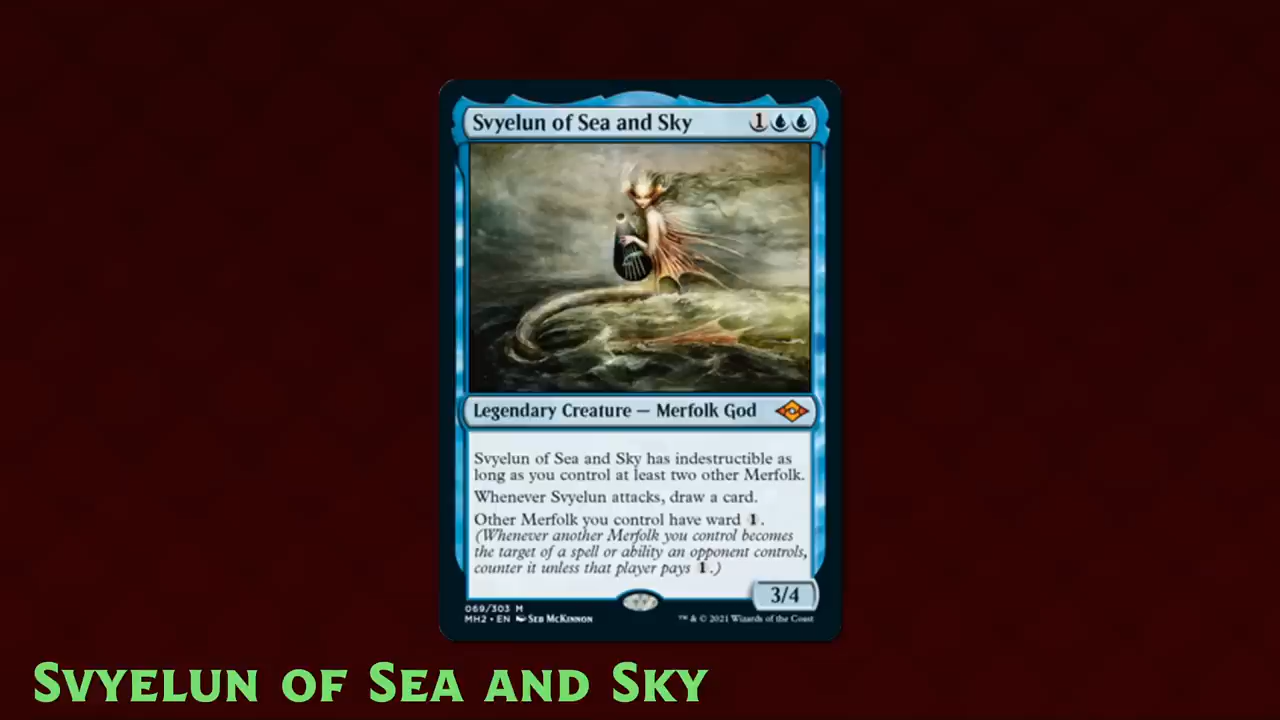 Svyelun of Sea and Sky 1
Legendary Creature — Merfolk God
Svyelun of Sea and Sky has indestructible as
long as you control at least two other Merfolk.
Whenever Svyelun attacks, draw a card.
Other Merfolk you control have ward 1.
(Whenever another Merfolk you control becomes
the target of a spell or ability an opponent controls,
counter it unless that player pays 1.)
3/4
069/303 M
MH2 • EN Seb McKinnon
™ & © 2021 Wizards of the Coast
Svyelun of Sea and Sky